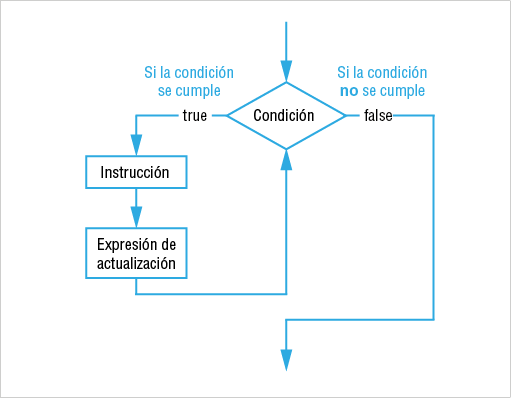 Si la condición
se cumple
Si la condición
no se cumple
true
Condición
false
Instrucción
Expresión de
actualización